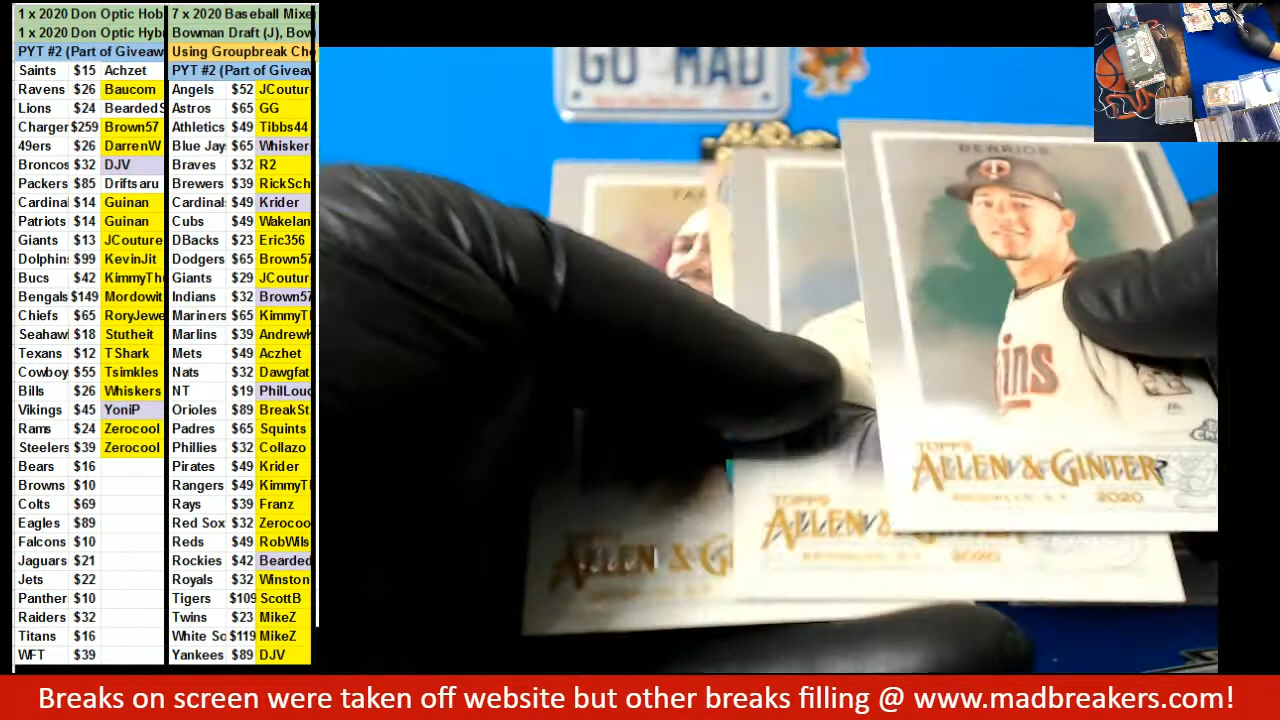 1 x 2020 Don Optic Hob
1 x 2020 Don Optic Hybr
PYT #2 (Part of Giveaw
Saints $15 Achzet
Ravens $26 Baucom
Lions $24 BeardedS
Charger $259 Brown57
49ers $26 DarrenW
Broncos $32 DJV
Packers $85 Driftsaru
Cardinal $14 Guinan
Patriots $14 Guinan
Giants $13 JCouture
Dolphin $99 KevinJit
Bucs $42 KimmyThu
Bengals $149 Mordowit
Chiefs $65 RoryJewe
Seahaw $18 Stutheit
Texans $12 TShark
Cowboy $55 Tsimkles
Bills $26 Whiskers
Vikings $45 YoniP
Rams $24 Zerocool
Steelers $39 Zerocool
Bears $16
Browns $10
Colts $69
Eagles $89
Falcons $10
Jaguars $21
Jets $22
Panther $10
Raiders $32
Titans $16
WFT $39
7 x 2020 Baseball Mixe
Bowman Draft (J), Bow
Using Groupbreak Che
PYT #2 (Part of Giveaw
Angels $52 JCoutur
Astros $65 GG
Athletics $49 Tibbs44
Blue Jay $65 Whisker
Braves $32 R2
Brewers $39 RickSch
Cardinal $49 Krider
Cubs $49 Wakelan
DBacks $23 Eric356
Dodgers $65 Brown57
Giants $29 JCoutur
Indians $32 Brown57
Mariners $65 KimmyT
Marlins $39 Andrew
Mets $49 Aczhet
Nats $32 Dawgfat
NT $19 PhilLou
Orioles $89 BreakSt
Padres $65 Squints
Phillies $32 Collazo
Pirates $49 Krider
Rangers $49 KimmyT
Rays $39 Franz
Red Sox $32 Zerocoo
Reds $49 RobWils
Rockies $42 Bearded
Royals $32 Winston
Tigers $109 ScottB
Twins $23 MikeZ
White So $119 MikeZ
Yankees $89 DJV
GO MAD
BERRIOS
ins
TOPPS
ALLEN & GINTER
2020
TOPPS
ALLEN &
2020
ALLEN & G
Breaks on screen were taken off website but other breaks filling @ www.madbreakers.com!